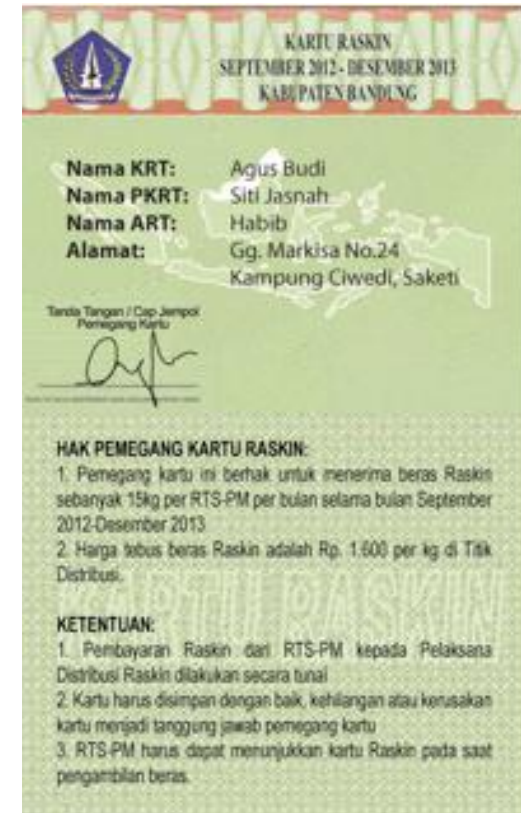 KARTU RASKIN
SEPTEMBER 2012 - DESEMBER 2013
KABUPATEN BANDUNG
Nama KRT: Agus Budi
Nama PKRT: Siti Jasnah
Nama ART: Habib
Alamat: Gg. Markisa No.24
Kampung Ciwedi, Saketi
Tanda Tangan / Cap Jempol
Pemegang Kartu
HAK PEMEGANG KARTU RASKIN:
1. Pemegang kartu ini berhak untuk menerima beras Raskin
sebanyak 15kg per RTS-PM per bulan selama bulan September
2012-Desember 2013
2. Harga tebus beras Raskin adalah Rp. 1.600 per kg di Titik
Distribusi.
KARTU RASKIN
KETENTUAN:
1. Pembayaran Raskin dari RTS-PM kepada Pelaksana
Distribusi Raskin dilakukan secara tunai
2. Kartu harus disimpan dengan baik, kehilangan atau kerusakan
kartu menjadi tanggung jawab pemegang kartu
3. RTS-PM harus dapat menunjukkan kartu Raskin pada saat
pengambilan beras.